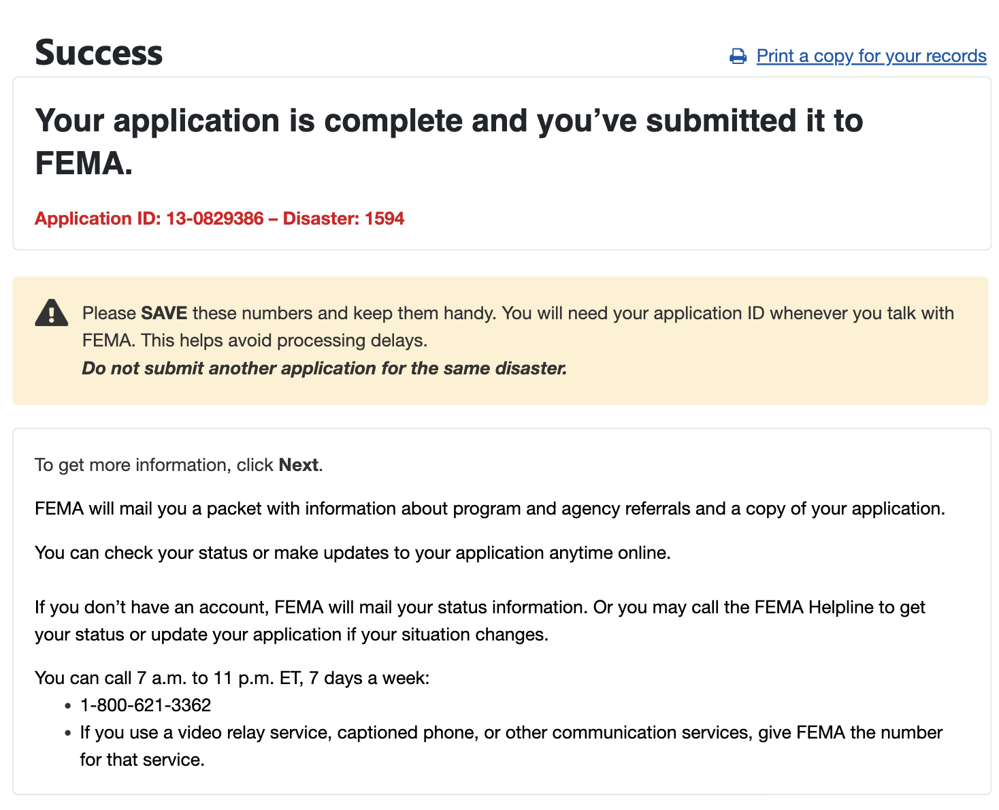 Success
Print a copy for your records
Your application is complete and you’ve submitted it to
FEMA.
Application ID: 13-0829386 – Disaster: 1594
Please SAVE these numbers and keep them handy. You will need your application ID whenever you talk with
FEMA. This helps avoid processing delays.
Do not submit another application for the same disaster.
To get more information, click Next.
FEMA will mail you a packet with information about program and agency referrals and a copy of your application.
You can check your status or make updates to your application anytime online.
If you don’t have an account, FEMA will mail your status information. Or you may call the FEMA Helpline to get
your status or update your application if your situation changes.
You can call 7 a.m. to 11 p.m. ET, 7 days a week:
• 1-800-621-3362
• If you use a video relay service, captioned phone, or other communication services, give FEMA the number
for that service.